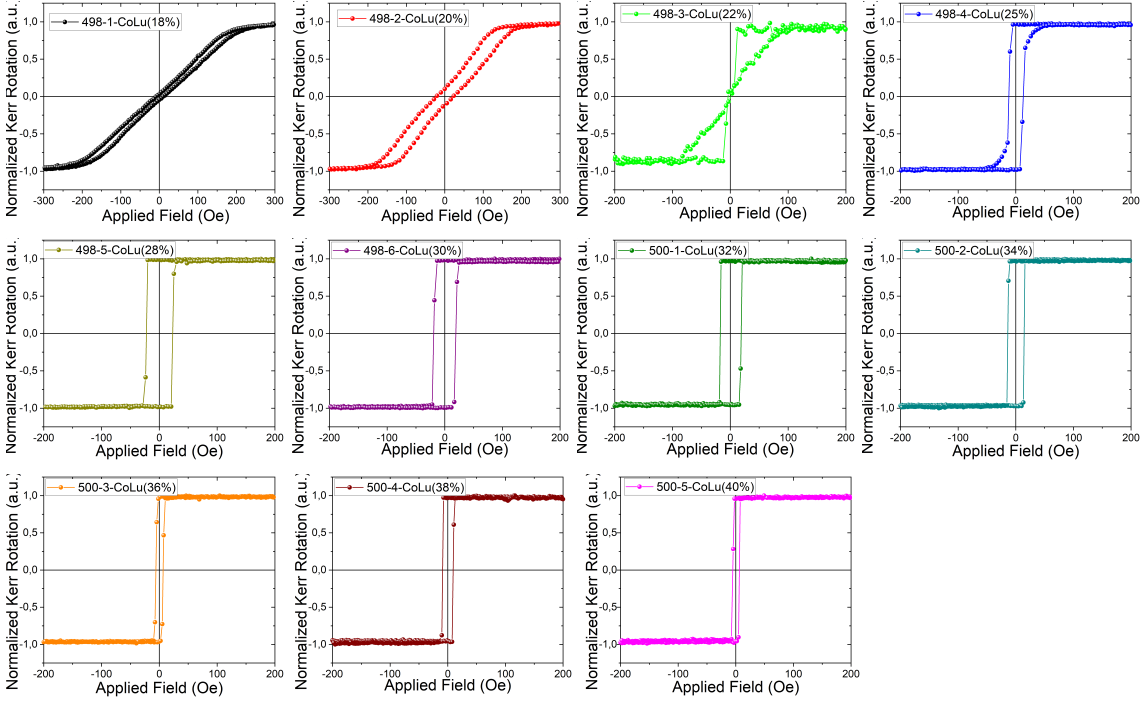 498-1-CoLu(18%)
Normalized Kerr Rotation (a.u.)
1,0
0,5
0,0
-0,5
-1,0
-300 -200 -100 0 100 200 300
Applied Field (Oe)
498-2-CoLu(20%)
Normalized Kerr Rotation (a.u.)
1,0
0,5
0,0
-0,5
-1,0
-300 -200 -100 0 100 200 300
Applied Field (Oe)
498-3-CoLu(22%)
Normalized Kerr Rotation (a.u.)
1,0
0,5
0,0
-0,5
-1,0
-200 -100 0 100 200
Applied Field (Oe)
498-4-CoLu(25%)
Normalized Kerr Rotation (a.u.)
1,0
0,5
0,0
-0,5
-1,0
-200 -100 0 100 200
Applied Field (Oe)
498-5-CoLu(28%)
Normalized Kerr Rotation (a.u.)
1,0
0,5
0,0
-0,5
-1,0
-200 -100 0 100 200
Applied Field (Oe)
498-6-CoLu(30%)
Normalized Kerr Rotation (a.u.)
1,0
0,5
0,0
-0,5
-1,0
-200 -100 0 100 200
Applied Field (Oe)
500-1-CoLu(32%)
Normalized Kerr Rotation (a.u.)
1,0
0,5
0,0
-0,5
-1,0
-200 -100 0 100 200
Applied Field (Oe)
500-2-CoLu(34%)
Normalized Kerr Rotation (a.u.)
1,0
0,5
0,0
-0,5
-1,0
-200 -100 0 100 200
Applied Field (Oe)
500-3-CoLu(36%)
Normalized Kerr Rotation (a.u.)
1,0
0,5
0,0
-0,5
-1,0
-200 -100 0 100 200
Applied Field (Oe)
500-4-CoLu(38%)
Normalized Kerr Rotation (a.u.)
1,0
0,5
0,0
-0,5
-1,0
-200 -100 0 100 200
Applied Field (Oe)
500-5-CoLu(40%)
Normalized Kerr Rotation (a.u.)
1,0
0,5
0,0
-0,5
-1,0
-200 -100 0 100 200
Applied Field (Oe)